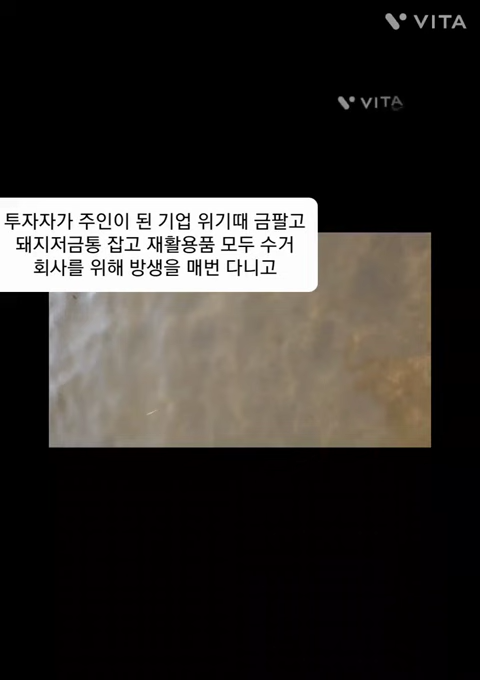 VITA
VITA
투자자가 주인이 된 기업 위기때 금팔고
돼지저금통 잡고 재활용품 모두 수거
회사를 위해 방생을 매번 다니고